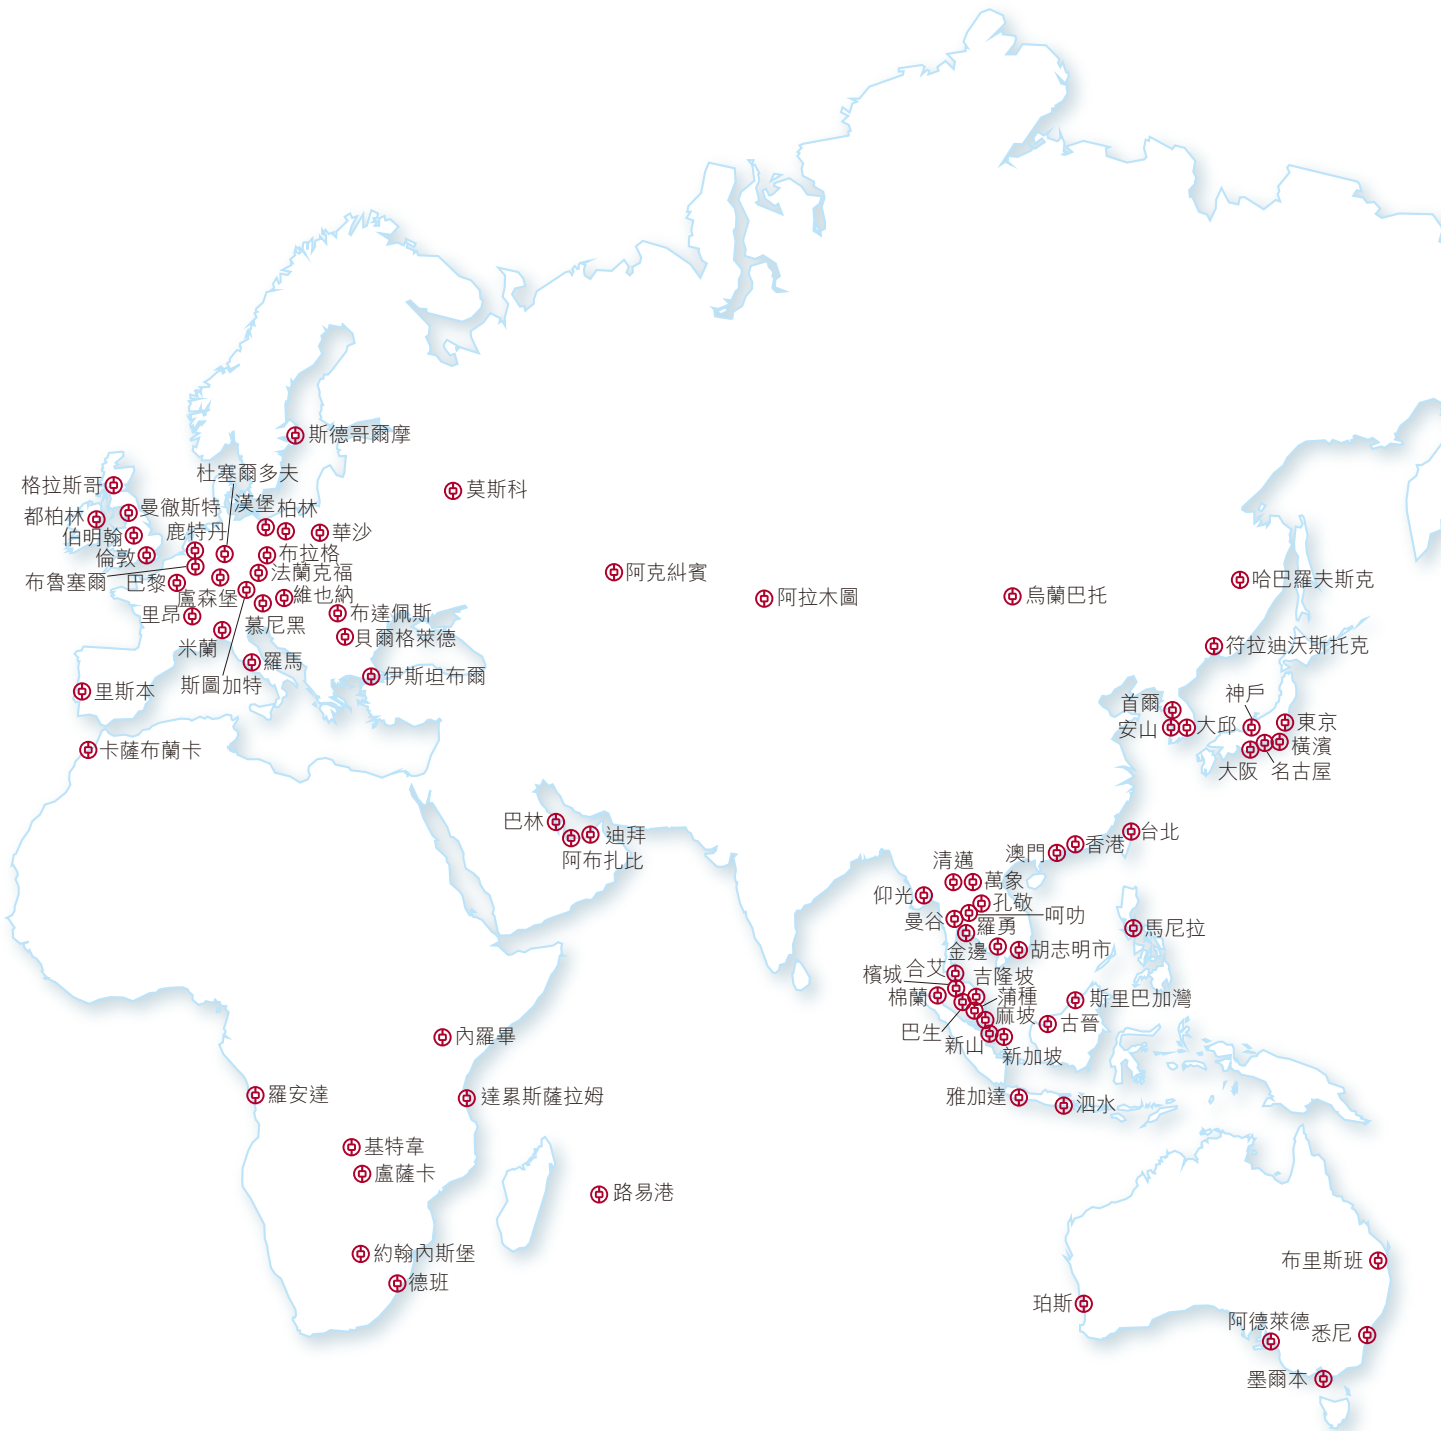 斯德哥爾摩
杜塞爾多夫
格拉斯哥
莫斯科
漢堡
曼徹斯特
柏林
都柏林
鹿特丹
華沙
伯明翰
倫敦
布拉格
法蘭克福
阿克糾賓
布魯塞爾
巴黎
哈巴羅夫斯克
盧森堡
維也納
阿拉木圖
烏蘭巴托
里昂
慕尼黑
布達佩斯
貝爾格萊德
米蘭
符拉迪沃斯托克
羅馬
伊斯坦布爾
斯圖加特
里斯本
神戶
首爾
東京
安山
大邱
橫濱
卡薩布蘭卡
大阪
名古屋
巴林
迪拜
台北
香港
澳門
阿布扎比
清邁
萬象
仰光
孔敬
呵叻
曼谷
羅勇
馬尼拉
金邊
胡志明市
檳城
合艾
吉隆坡
棉蘭
蒲種
斯里巴加灣
麻坡
古晉
巴生
內羅畢
新山
新加坡
羅安達
達累斯薩拉姆
雅加達
泗水
基特韋
盧薩卡
路易港
約翰內斯堡
布里斯班
德班
珀斯
阿德萊德
悉尼
墨爾本